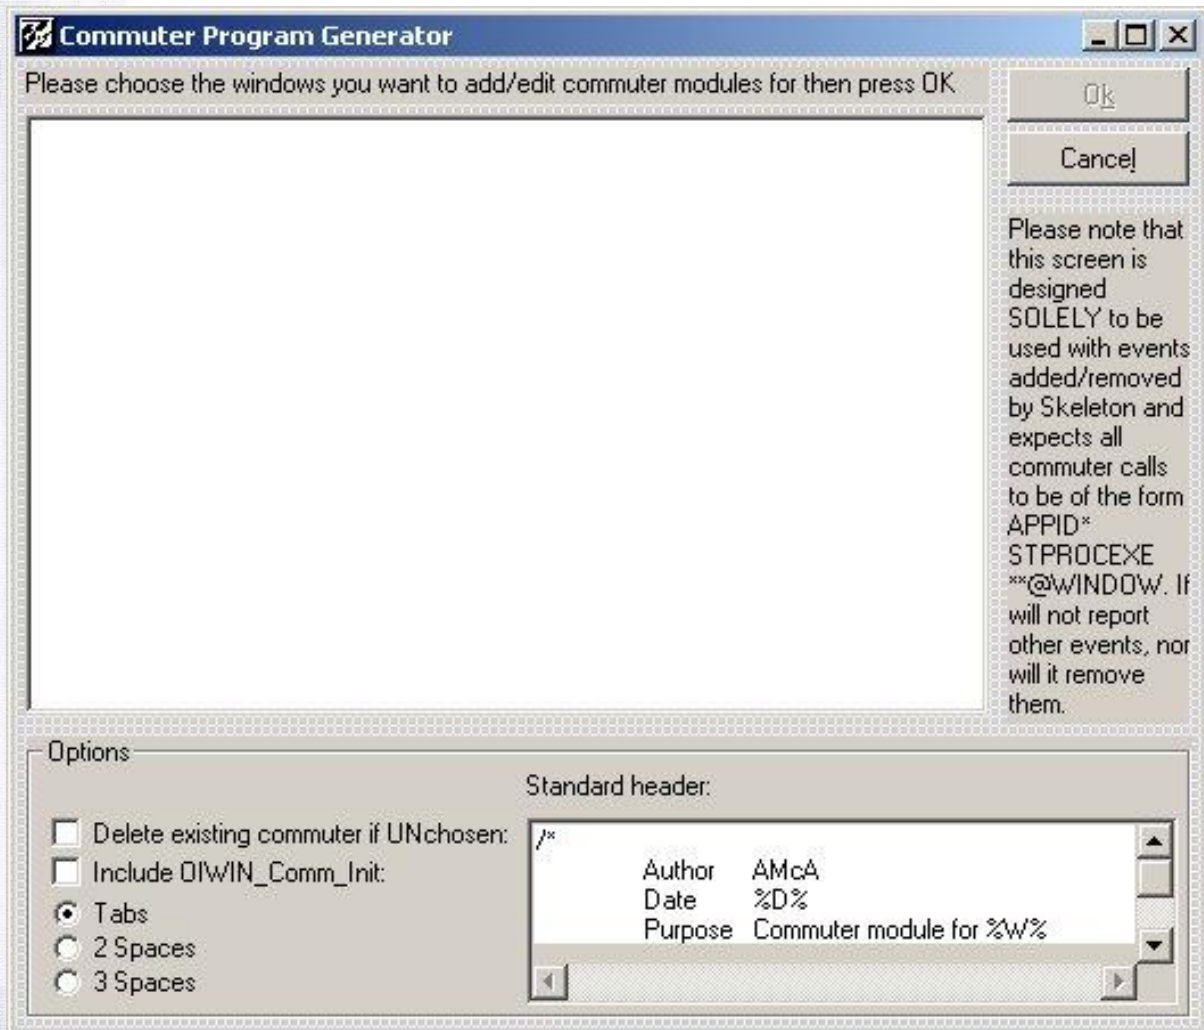 Commuter Program Generator
Please choose the windows you want to add/edit commuter modules for then press OK
Ok
Cancel
Please note that
this screen is
designed
SOLELY to be
used with events
added/removed
by Skeleton and
expects all
commuter calls
to be of the form
APPID*
STPROCEXE
**@WINDOW. If
will not report
other events, nor
will it remove
them.
Options
Standard header:
Delete existing commuter if UNchosen:
Include OIWIN_Comm_Init:
Tabs
2 Spaces
3 Spaces
/*
Author AMcA
Date %D%
Purpose Commuter module for %W%